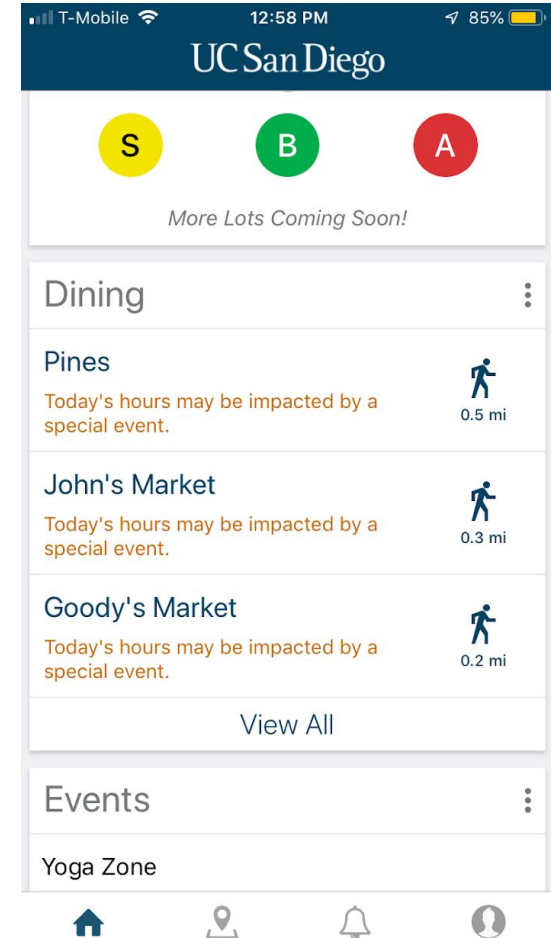 T-Mobile 12:58 PM 85%
UC San Diego
S B A
More Lots Coming Soon!
Dining
Pines
Today's hours may be impacted by a
special event.
0.5 mi
John's Market
Today's hours may be impacted by a
special event.
0.3 mi
Goody's Market
Today's hours may be impacted by a
special event.
0.2 mi
View All
Events
Yoga Zone